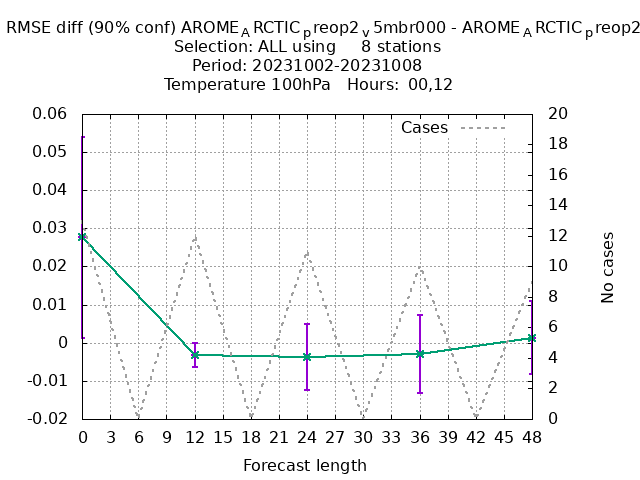 RMSE diff (90% conf) AROME_ARCTIC_preop2_v5mbr000 - AROME_ARCTIC_preop2
Selection: ALL using 8 stations
Period: 20231002-20231008
Temperature 100hPa Hours: 00,12
Cases
0.06
0.05
0.04
0.03
0.02
0.01
0
-0.01
-0.02
20
18
16
14
12
10
8
6
4
2
0
No cases
0 3 6 9 12 15 18 21 24 27 30 33 36 39 42 45 48
Forecast length